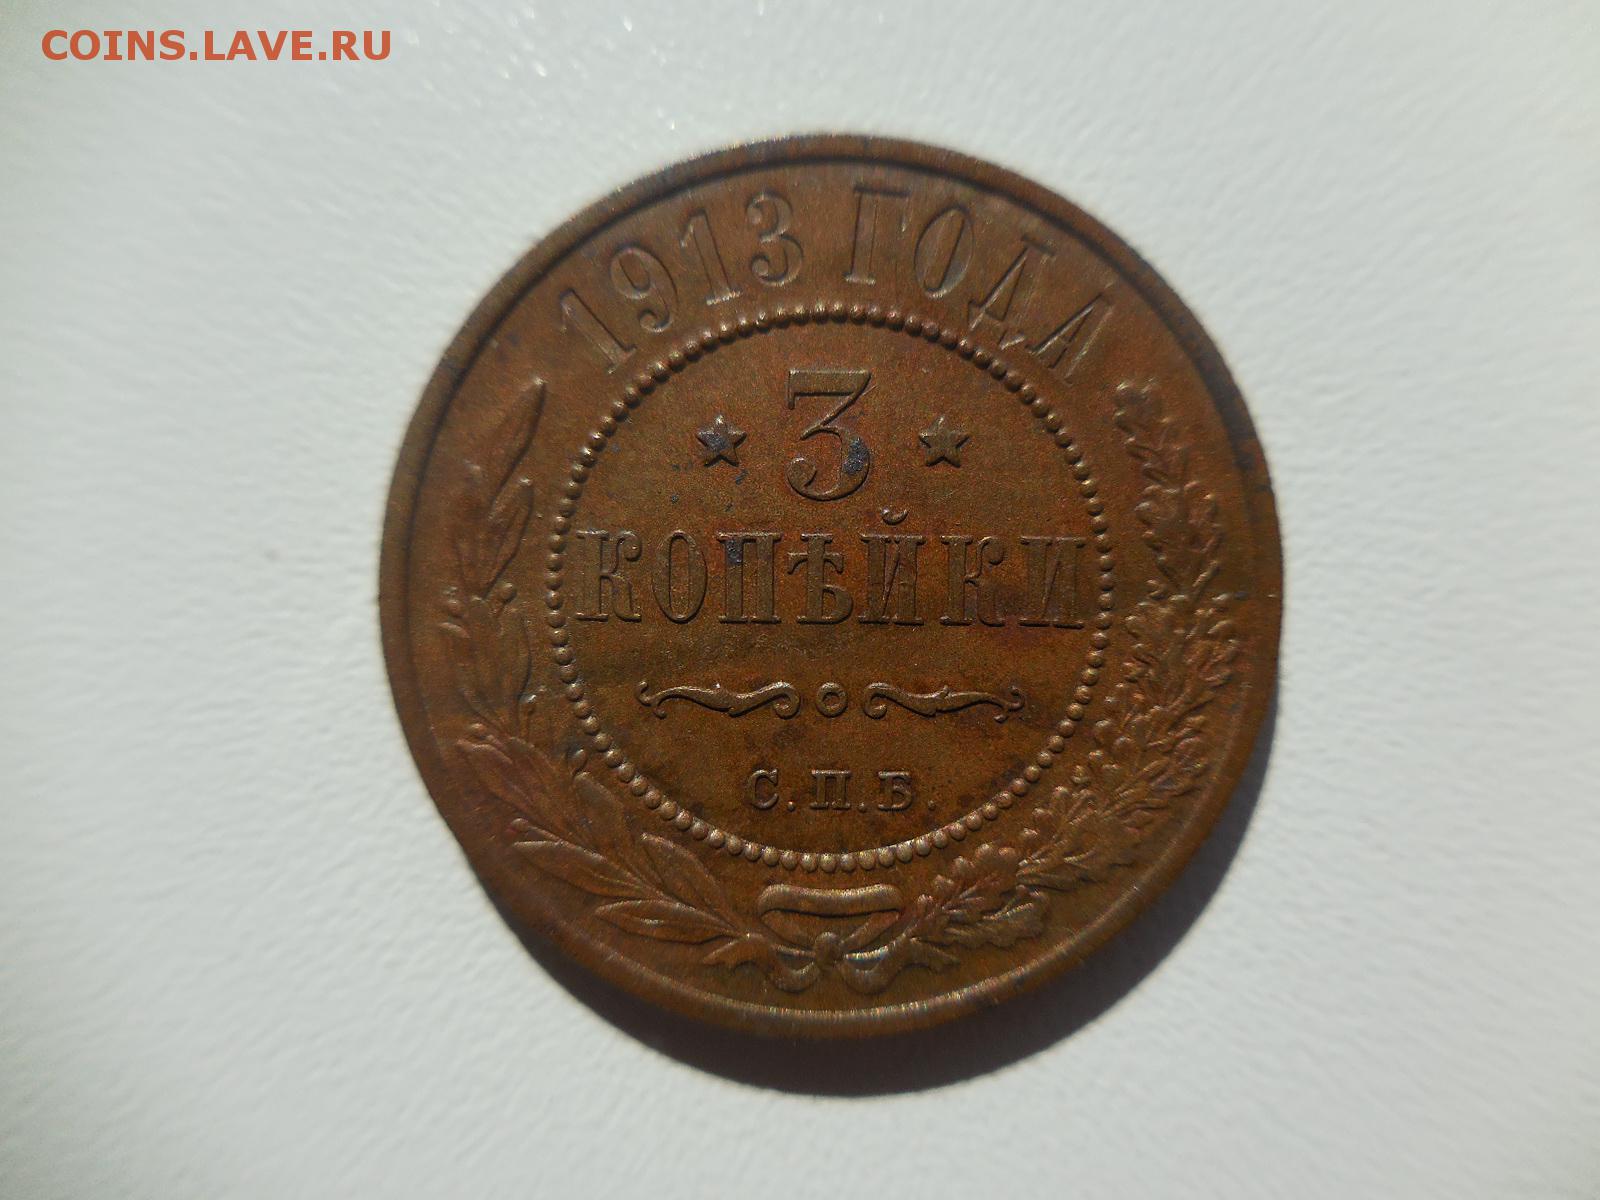 COINS.LAVE.RU
1913 ГОДА
3
КОПѢЙКИ
С.П.Б.